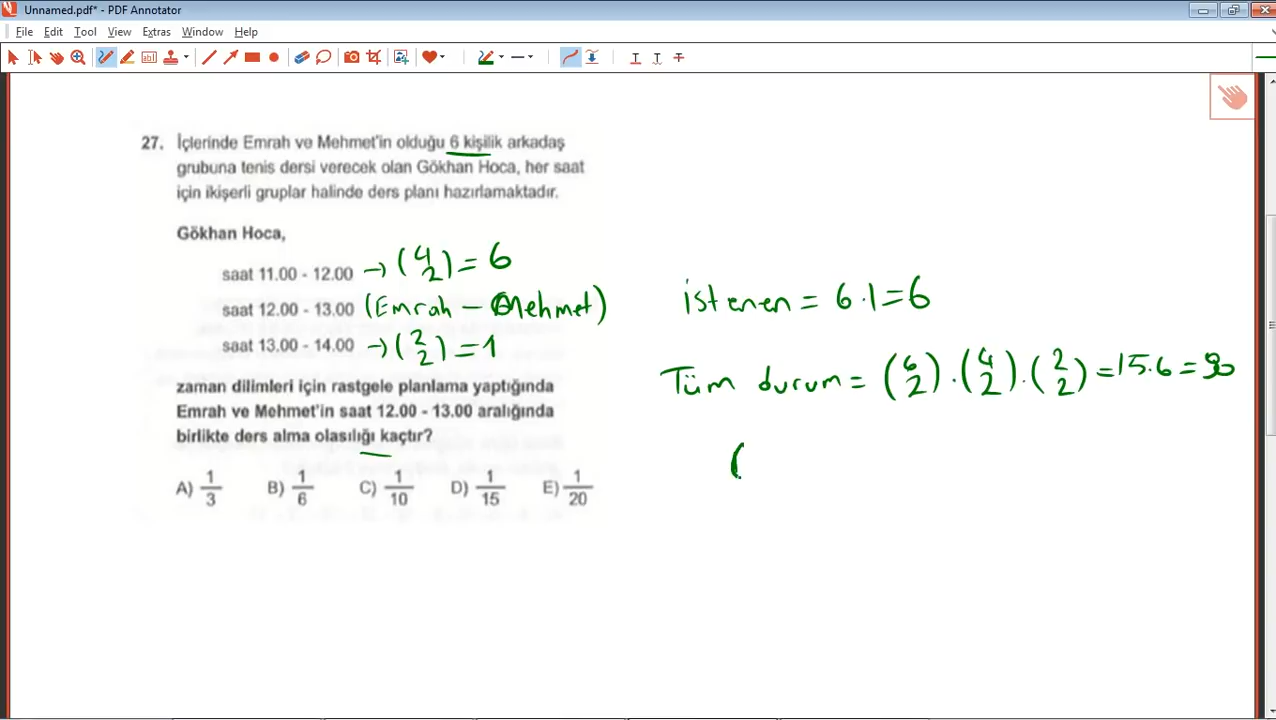 Unnamed.pdf* - PDF Annotator
File Edit Tool View Extras Window Help
27. İçlerinde Emrah ve Mehmet'in olduğu 6 kişilik arkadaş
grubuna tenis dersi verecek olan Gökhan Hoca, her saat
için ikişerli gruplar halinde ders planı hazırlamaktadır.
Gökhan Hoca,
saat 11.00 - 12.00 → (4 2) = 6
saat 12.00 - 13.00 (Emrah - Mehmet)
saat 13.00 - 14.00 → (2 2) = 1
zaman dilimleri için rastgele planlama yaptığında
Emrah ve Mehmet'in saat 12.00 - 13.00 aralığında
birlikte ders alma olasılığı kaçtır?
A) 1/3 B) 1/6 C) 1/10 D) 1/15 E) 1/20
istenen = 6.1 = 6
Tüm durum = (6 2).(4 2).(2 2) = 15.6 = 90
(